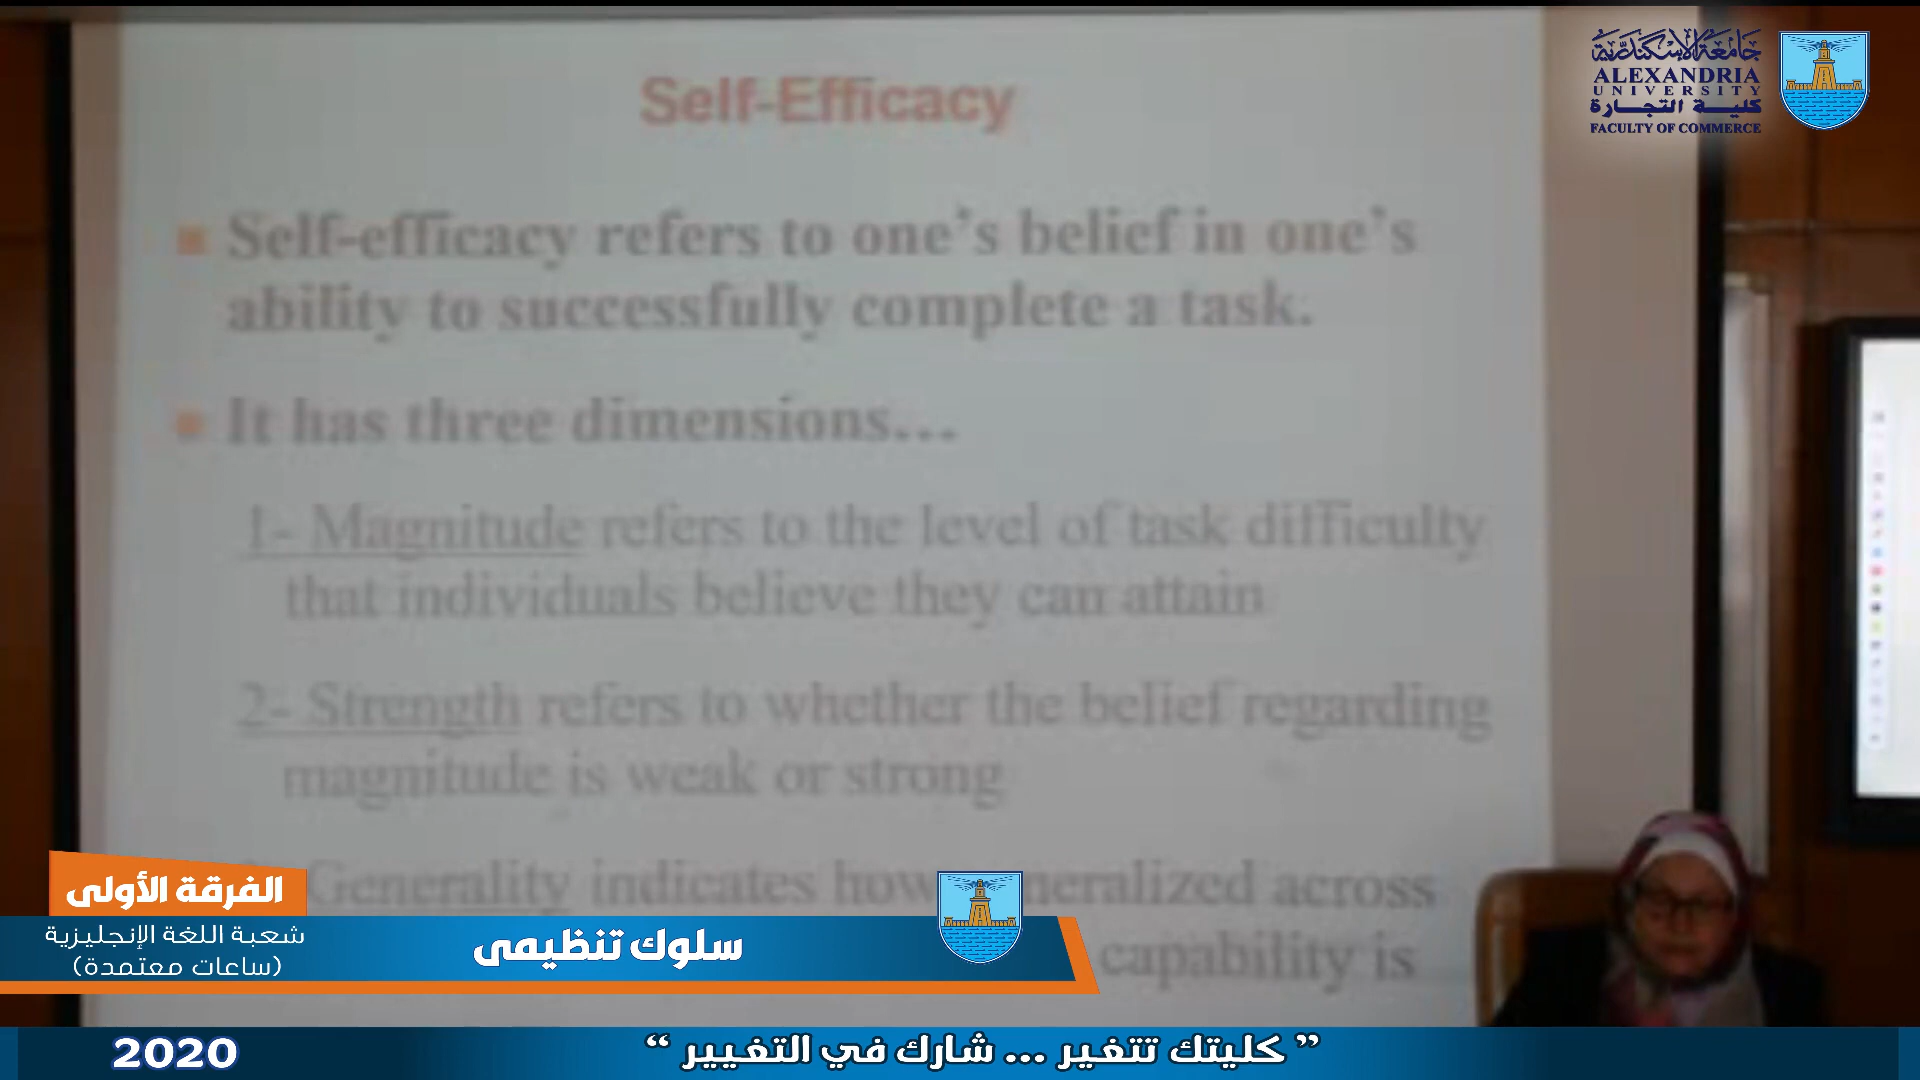 جامعة الإسكندرية
ALEXANDRIA
UNIVERSITY
كلية التجارة
FACULTY OF COMMERCE
Self-Efficacy
Self-efficacy refers to one's belief in one's
ability to successfully complete a task.
It has three dimensions...
1- Magnitude refers to the level of task difficulty
that individuals believe they can attain
2- Strength refers to whether the belief regarding
magnitude is weak or strong
Generality indicates how neralized across
capability is
الفرقة الأولى
شعبة اللغة الإنجليزية
(ساعات معتمدة)
سلوك تنظيمى
2020
” كليتك تتغير ... شارك في التغيير “